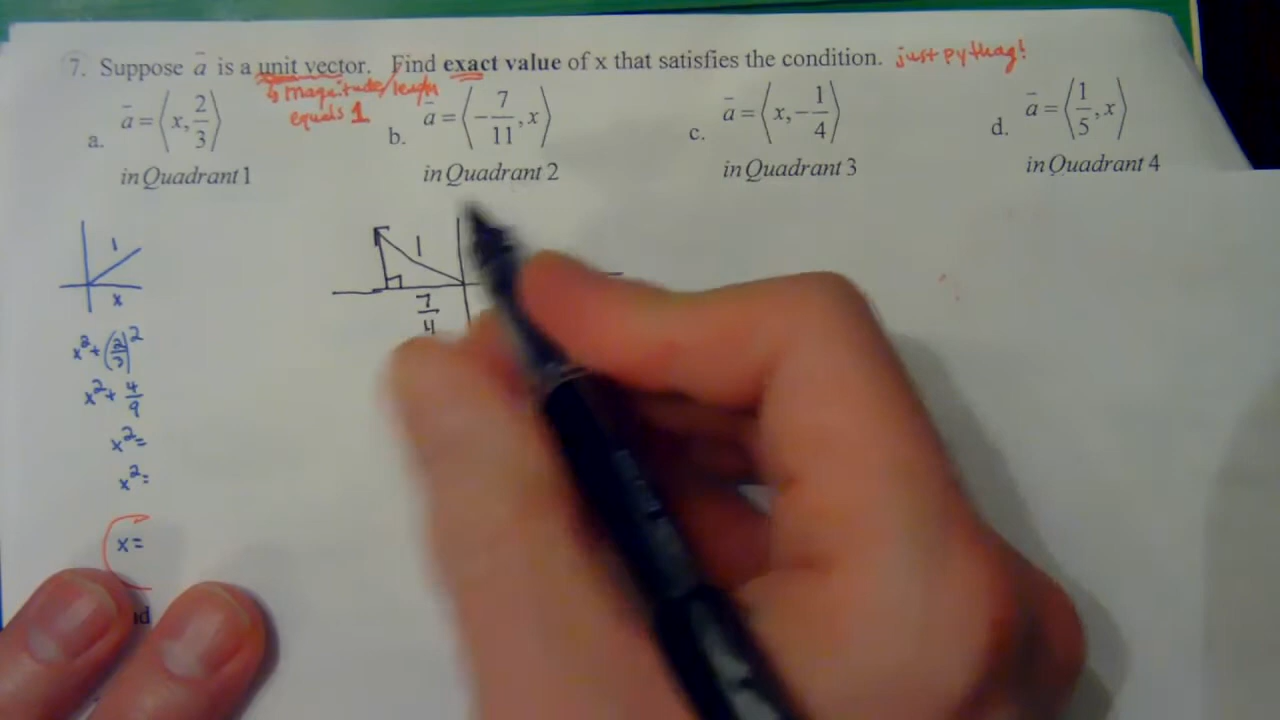 7. Suppose a̅ is a unit vector. Find exact value of x that satisfies the condition. just pythag!
↳ magnitude/length
equals 1
a. a̅ = ⟨x, 2/3⟩
in Quadrant 1
b. a̅ = ⟨-7/11, x⟩
in Quadrant 2
c. a̅ = ⟨x, -1/4⟩
in Quadrant 3
d. a̅ = ⟨1/5, x⟩
in Quadrant 4
1
x
x² + (2/3)²
x² + 4/9
x² =
x² =
x =
1
7